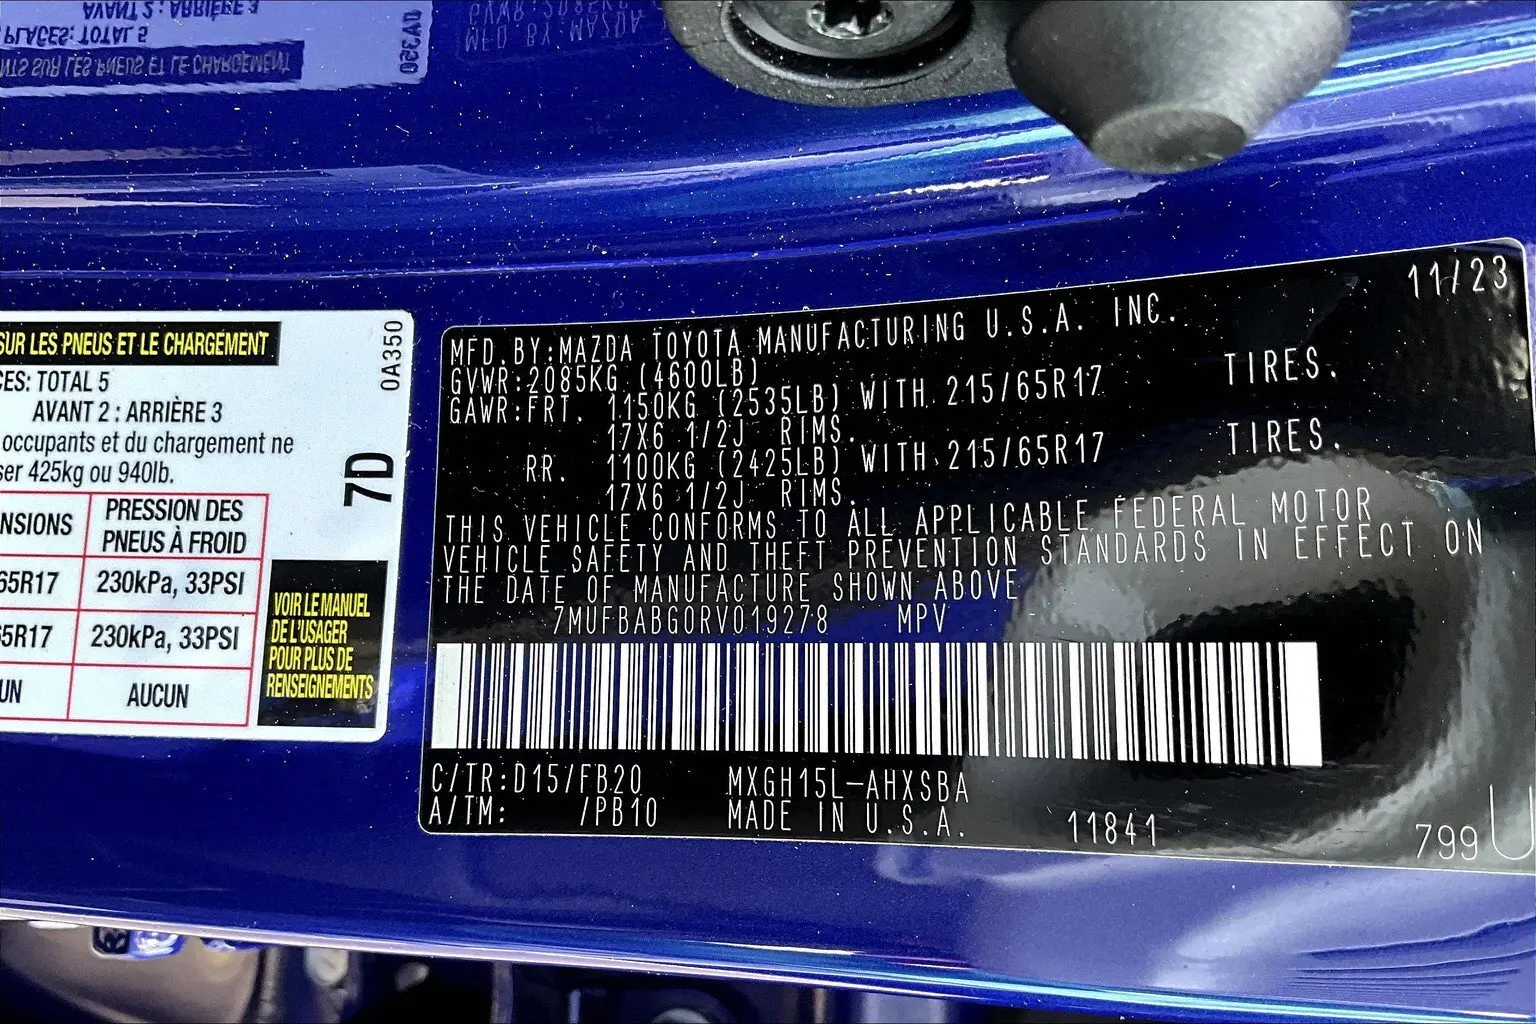 SUR LES PNEUS ET LE CHARGEMENT
CES: TOTAL 5
AVANT 2 : ARRIÈRE 3
occupants et du chargement ne
ser 425kg ou 940lb.
NSIONS PRESSION DES PNEUS À FROID
65R17 230kPa, 33PSI
65R17 230kPa, 33PSI
UN AUCUN
VOIR LE MANUEL
DE L'USAGER
POUR PLUS DE
RENSEIGNEMENTS
0A350
7D
11/23
MFD.BY:MAZDA TOYOTA MANUFACTURING U.S.A. INC.
GVWR:2085KG (4600LB)
GAWR:FRT. 1150KG (2535LB) WITH 215/65R17 TIRES.
17X6 1/2J RIMS.
RR. 1100KG (2425LB) WITH 215/65R17 TIRES.
17X6 1/2J RIMS.
THIS VEHICLE CONFORMS TO ALL APPLICABLE FEDERAL MOTOR
VEHICLE SAFETY AND THEFT PREVENTION STANDARDS IN EFFECT ON
THE DATE OF MANUFACTURE SHOWN ABOVE
7MUFBABG0RV019278 MPV
C/TR:D15/FB20 MXGH15L-AHXSBA
A/TM: /PB10 MADE IN U.S.A. 11841 799U